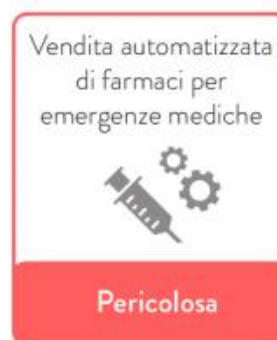 Vendita automatizzata
di farmaci per
emergenze mediche
Pericolosa